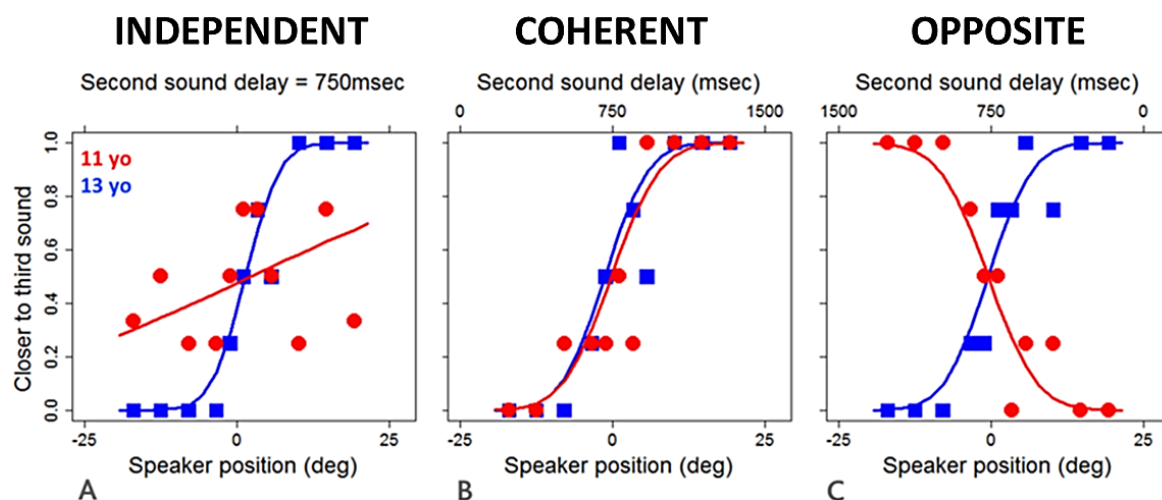 INDEPENDENT
Second sound delay = 750msec
Closer to third sound
0.0 0.2 0.4 0.6 0.8 1.0
11 yo
13 yo
-25 0 25
Speaker position (deg)
A
COHERENT
Second sound delay (msec)
0 750 1500
-25 0 25
Speaker position (deg)
B
OPPOSITE
Second sound delay (msec)
1500 750 0
-25 0 25
Speaker position (deg)
C